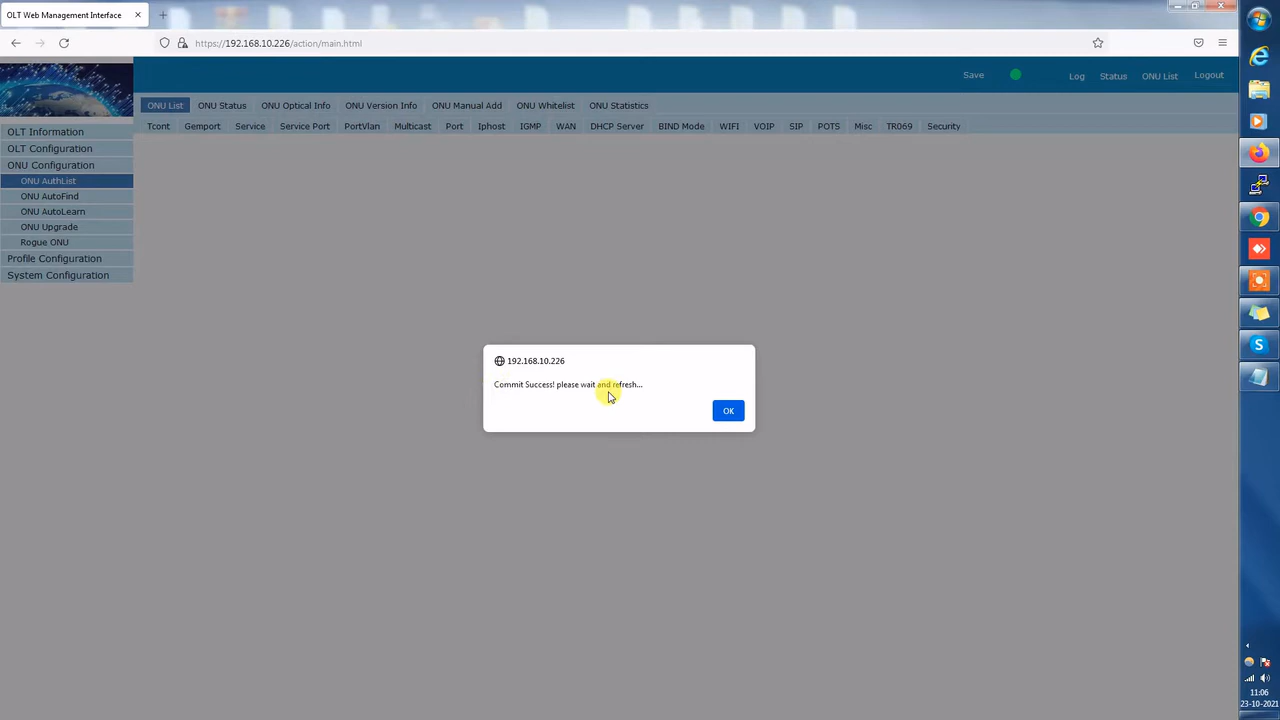 OLT Web Management Interface
https://192.168.10.226/action/main.html
Save
Log
Status
ONU List
Logout
ONU List
ONU Status
ONU Optical Info
ONU Version Info
ONU Manual Add
ONU Whitelist
ONU Statistics
Tcont
Gemport
Service
Service Port
PortVlan
Multicast
Port
Iphost
IGMP
WAN
DHCP Server
BIND Mode
WIFI
VOIP
SIP
POTS
Misc
TR069
Security
OLT Information
OLT Configuration
ONU Configuration
ONU AuthList
ONU AutoFind
ONU AutoLearn
ONU Upgrade
Rogue ONU
Profile Configuration
System Configuration
192.168.10.226
Commit Success! please wait and refresh...
OK
11:06
23-10-2021